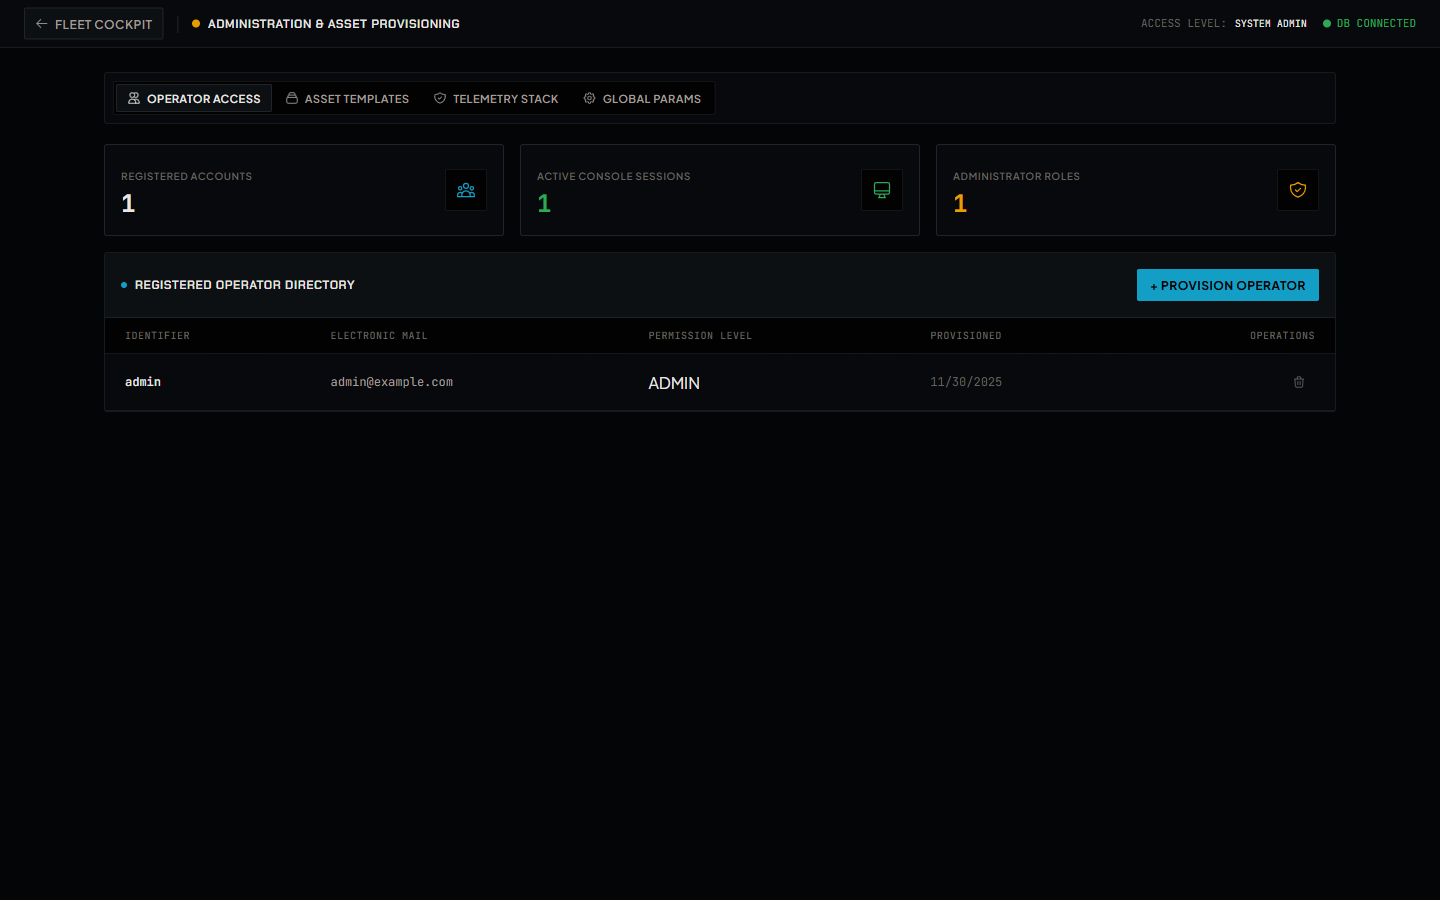 FLEET COCKPIT
ADMINISTRATION & ASSET PROVISIONING
ACCESS LEVEL: SYSTEM ADMIN
DB CONNECTED
OPERATOR ACCESS
ASSET TEMPLATES
TELEMETRY STACK
GLOBAL PARAMS
REGISTERED ACCOUNTS
1
ACTIVE CONSOLE SESSIONS
1
ADMINISTRATOR ROLES
1
REGISTERED OPERATOR DIRECTORY
+ PROVISION OPERATOR
IDENTIFIER ELECTRONIC MAIL PERMISSION LEVEL PROVISIONED OPERATIONS
admin admin@example.com ADMIN 11/30/2025